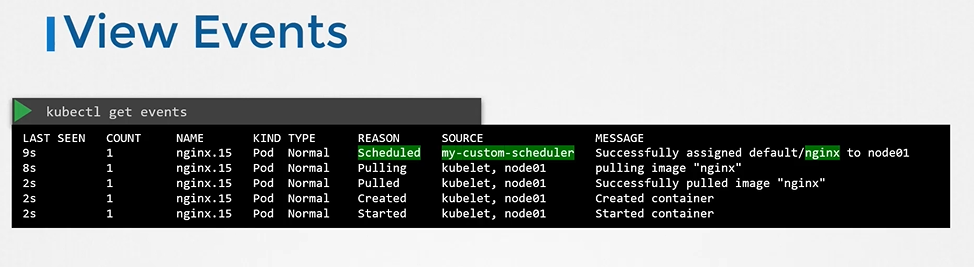 View Events
kubectl get events
LAST SEEN COUNT NAME KIND TYPE REASON SOURCE MESSAGE
9s 1 nginx.15 Pod Normal Scheduled my-custom-scheduler Successfully assigned default/nginx to node01
8s 1 nginx.15 Pod Normal Pulling kubelet, node01 pulling image "nginx"
2s 1 nginx.15 Pod Normal Pulled kubelet, node01 Successfully pulled image "nginx"
2s 1 nginx.15 Pod Normal Created kubelet, node01 Created container
2s 1 nginx.15 Pod Normal Started kubelet, node01 Started container